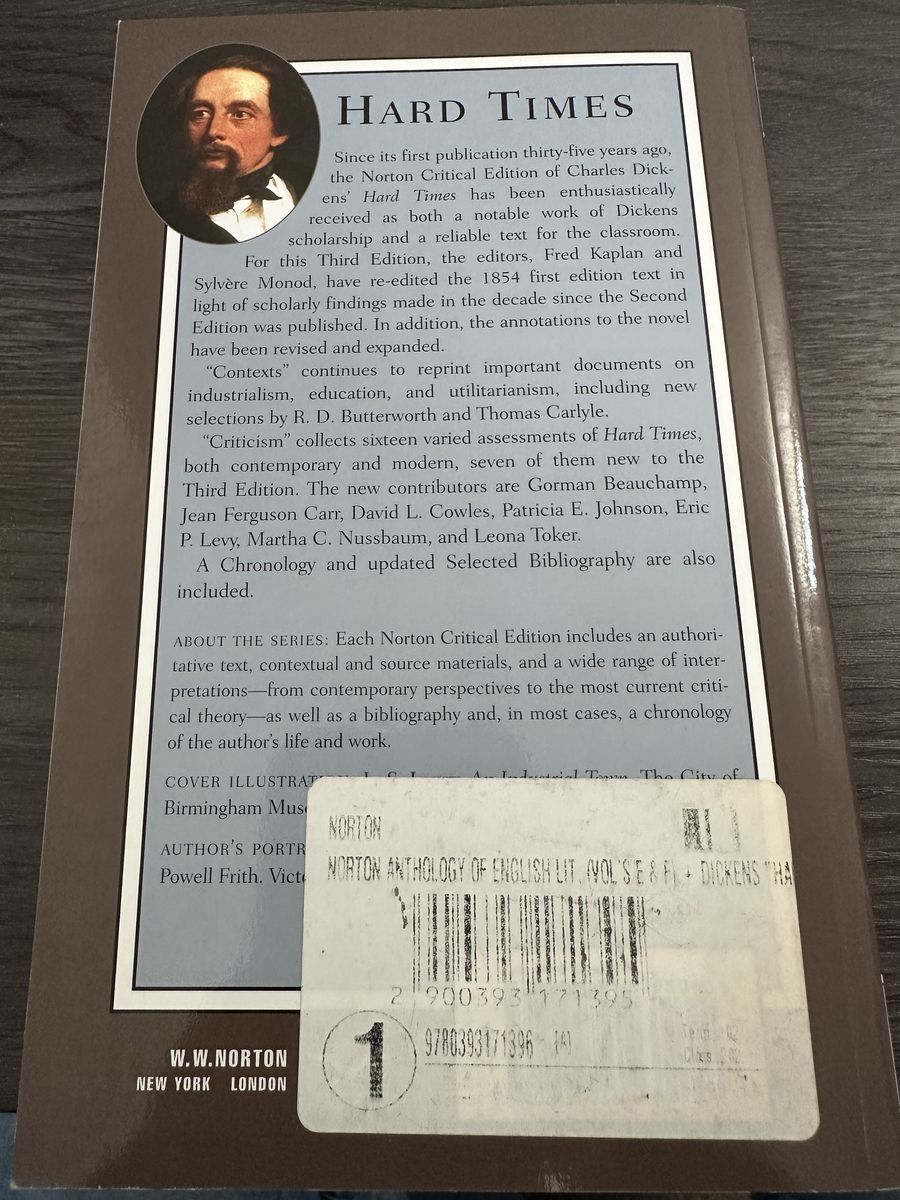 HARD TIMES
Since its first publication thirty-five years ago,
the Norton Critical Edition of Charles Dick-
ens' Hard Times has been enthusiastically
received as both a notable work of Dickens
scholarship and a reliable text for the classroom.
For this Third Edition, the editors, Fred Kaplan and
Sylvère Monod, have re-edited the 1854 first edition text in
light of scholarly findings made in the decade since the Second
Edition was published. In addition, the annotations to the novel
have been revised and expanded.
“Contexts” continues to reprint important documents on
industrialism, education, and utilitarianism, including new
selections by R. D. Butterworth and Thomas Carlyle.
“Criticism” collects sixteen varied assessments of Hard Times,
both contemporary and modern, seven of them new to the
Third Edition. The new contributors are Gorman Beauchamp,
Jean Ferguson Carr, David L. Cowles, Patricia E. Johnson, Eric
P. Levy, Martha C. Nussbaum, and Leona Toker.
A Chronology and updated Selected Bibliography are also
included.
ABOUT THE SERIES: Each Norton Critical Edition includes an authori-
tative text, contextual and source materials, and a wide range of inter-
pretations—from contemporary perspectives to the most current criti-
cal theory—as well as a bibliography and, in most cases, a chronology
of the author's life and work.
COVER An Industrial Town. The City of
Birmingham
AUTHOR'S
Powell Frith.
NORTON
NORTON ANTHOLOGY OF ENGLISH LIT. (VOL'S E & F) + DICKENS "HA
2 900393 171395
1
9780393171396 (A)
W.W.NORTON
NEW YORK LONDON